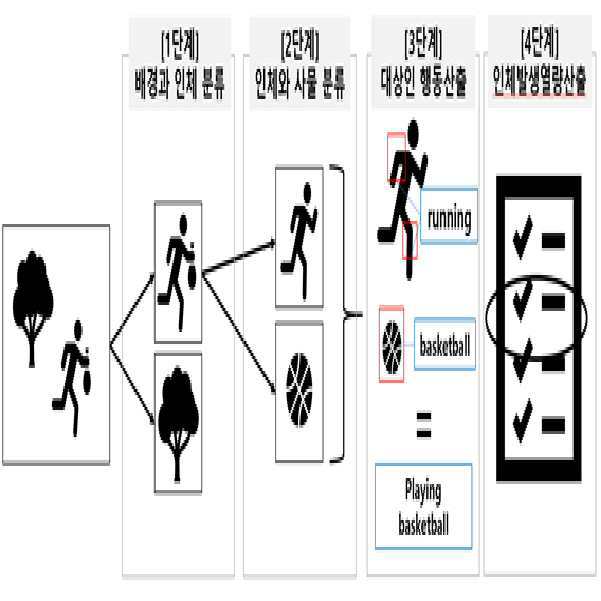 [1단계]
배경과 인체 분류
[2단계]
인체와 사물 분류
[3단계]
대상인 행동산출
[4단계]
인체발생열량산출
running
basketball
=
Playing
basketball